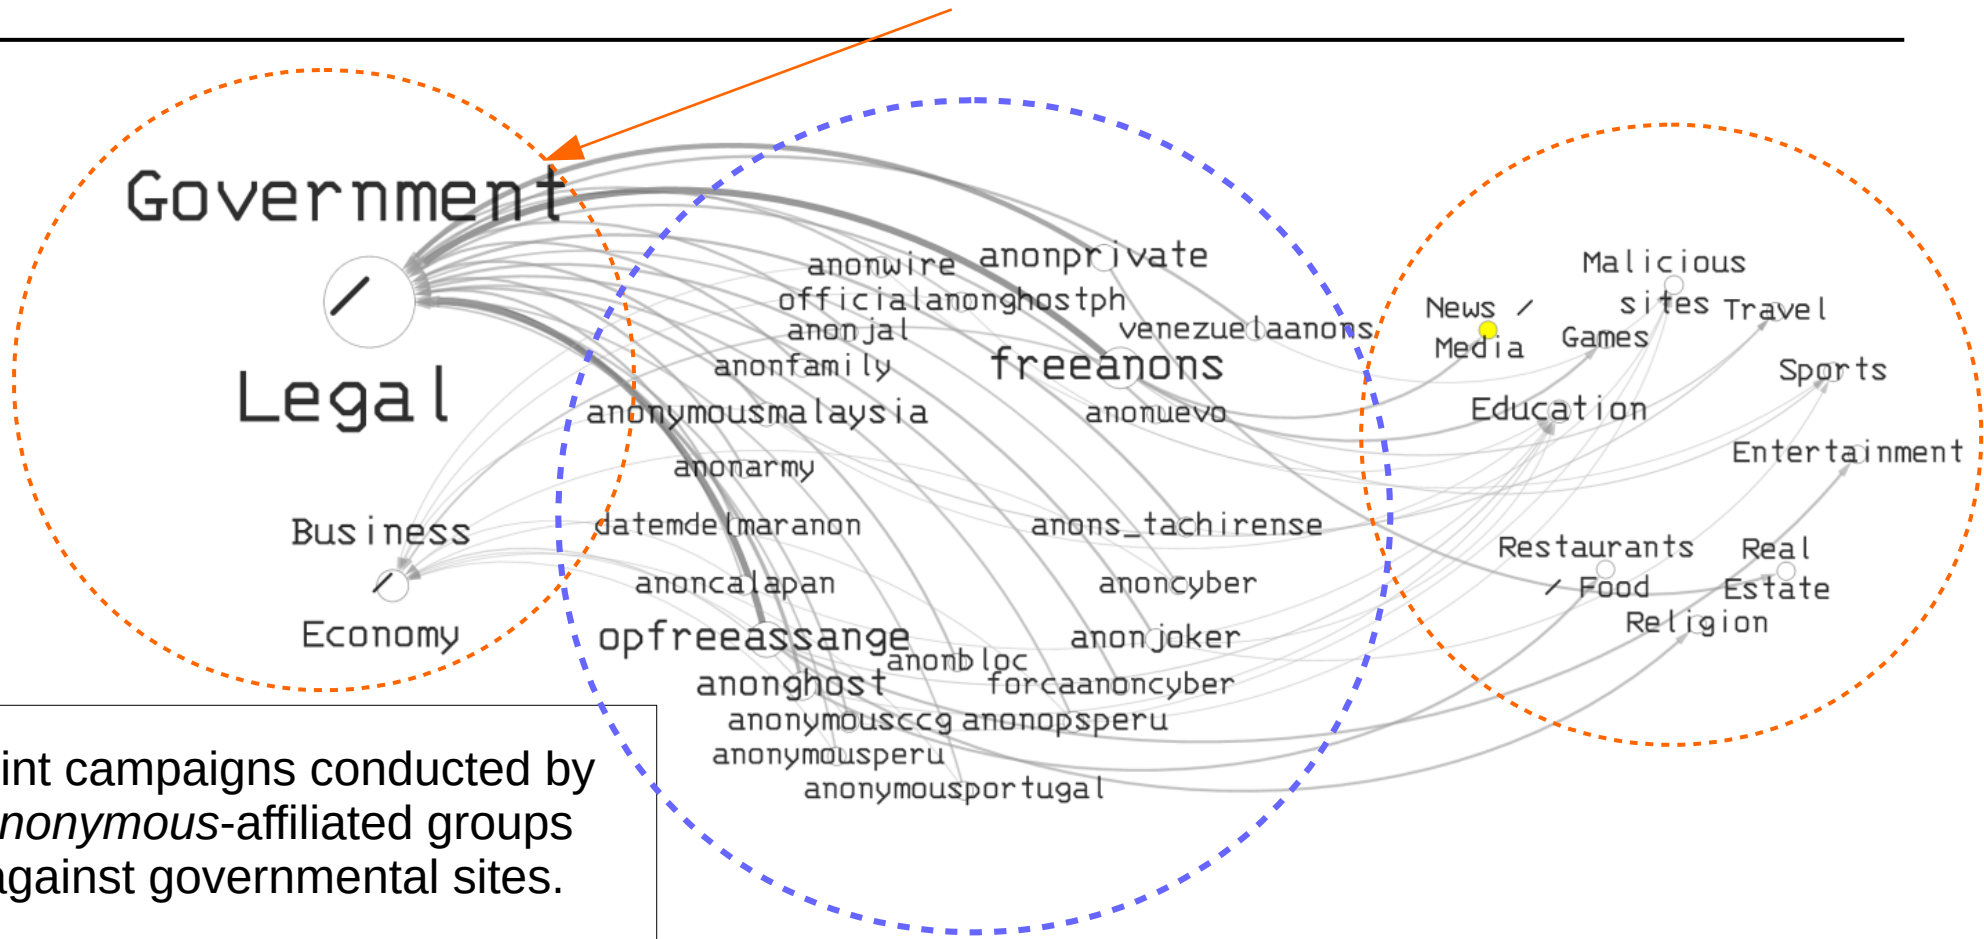 Government
/
Legal
Business
/
Economy
anonwire
anonprivate
officialanonghostph
anonjal
venezuelaanons
anonfamily
freeanons
anonymousmalaysia
anonuevo
anonarmy
datemdelmaranon
anons_tachirense
anoncalapan
anoncyber
opfreeassange
anonjoker
anonbloc
anonghost
forcaanoncyber
anonymousccg
anonopsperu
anonymousperu
anonymousportugal
News /
Media
Malicious
sites
Travel
Games
Sports
Education
Entertainment
Restaurants
/ Food
Real
Estate
Religion
int campaigns conducted by
nonymous-affiliated groups
against governmental sites.